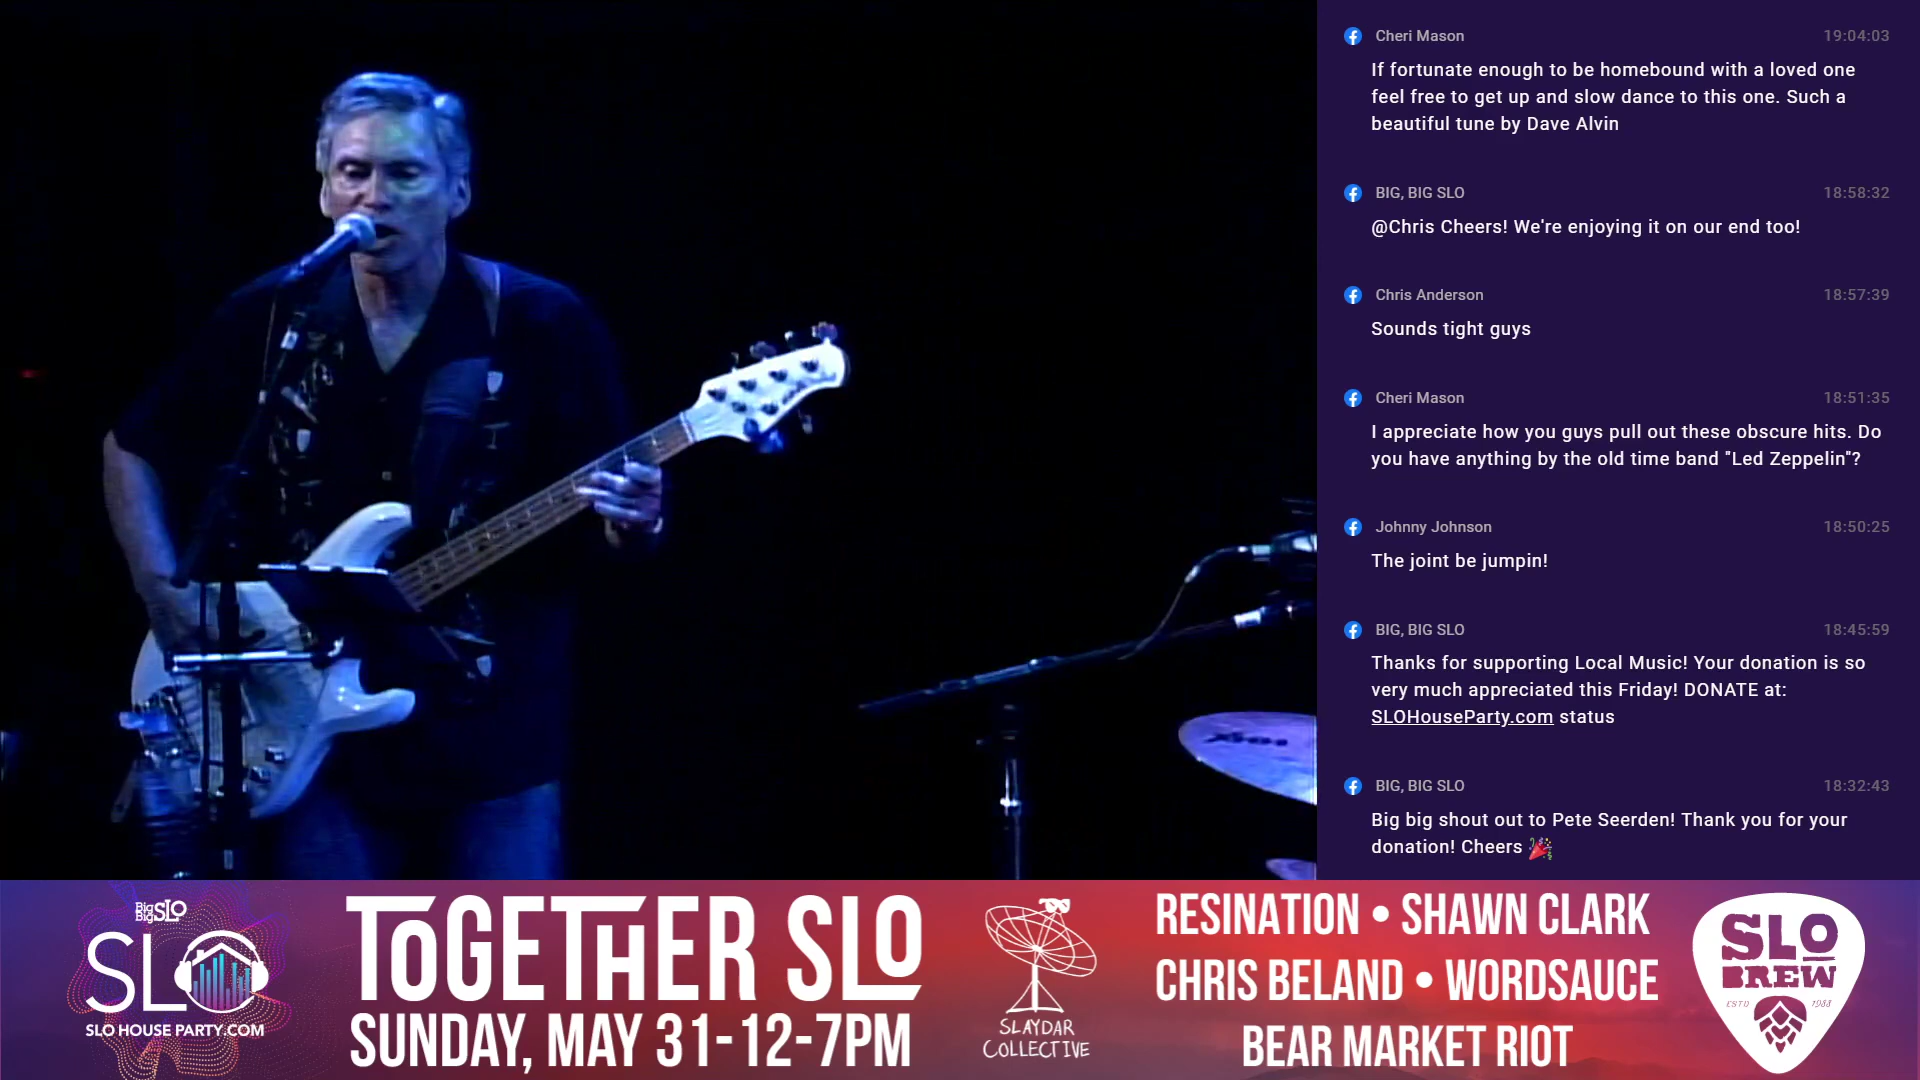 Cheri Mason 19:04:03
If fortunate enough to be homebound with a loved one
feel free to get up and slow dance to this one. Such a
beautiful tune by Dave Alvin
BIG, BIG SLO 18:58:32
@Chris Cheers! We're enjoying it on our end too!
Chris Anderson 18:57:39
Sounds tight guys
Cheri Mason 18:51:35
I appreciate how you guys pull out these obscure hits. Do
you have anything by the old time band "Led Zeppelin"?
Johnny Johnson 18:50:25
The joint be jumpin!
BIG, BIG SLO 18:45:59
Thanks for supporting Local Music! Your donation is so
very much appreciated this Friday! DONATE at:
SLOHouseParty.com status
BIG, BIG SLO 18:32:43
Big big shout out to Pete Seerden! Thank you for your
donation! Cheers 🎉
Big Big SLO
SLO
SLO HOUSE PARTY.COM
TOGETHER SLO
SUNDAY, MAY 31-12-7PM
SLAYDAR
COLLECTIVE
RESINATION • SHAWN CLARK
CHRIS BELAND • WORDSAUCE
BEAR MARKET RIOT
SLO
BREW
ESTD 1988